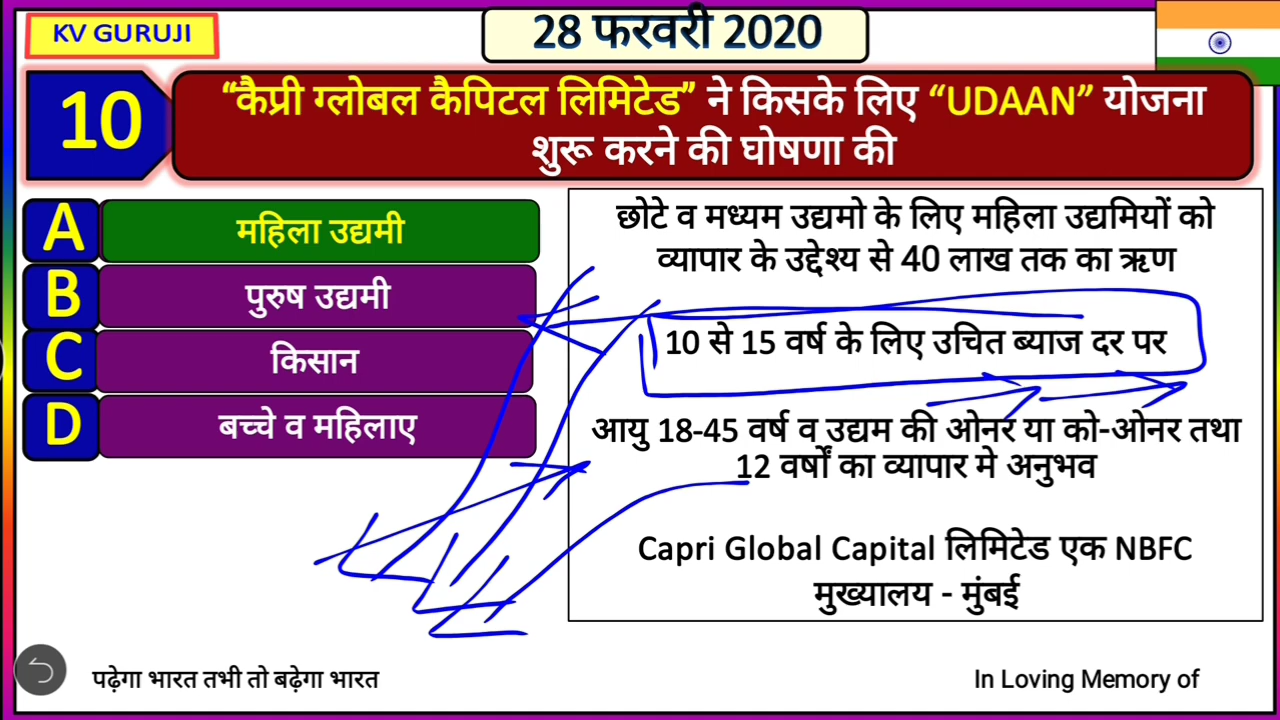 KV GURUJI
28 फरवरी 2020
10
“कैप्री ग्लोबल कैपिटल लिमिटेड” ने किसके लिए “UDAAN” योजना
शुरू करने की घोषणा की
A महिला उद्यमी
B पुरुष उद्यमी
C किसान
D बच्चे व महिलाए
छोटे व मध्यम उद्यमो के लिए महिला उद्यमियों को
व्यापार के उद्देश्य से 40 लाख तक का ऋण
10 से 15 वर्ष के लिए उचित ब्याज दर पर
आयु 18-45 वर्ष व उद्यम की ओनर या को-ओनर तथा
12 वर्षों का व्यापार मे अनुभव
Capri Global Capital लिमिटेड एक NBFC
मुख्यालय - मुंबई
पढ़ेगा भारत तभी तो बढ़ेगा भारत
In Loving Memory of